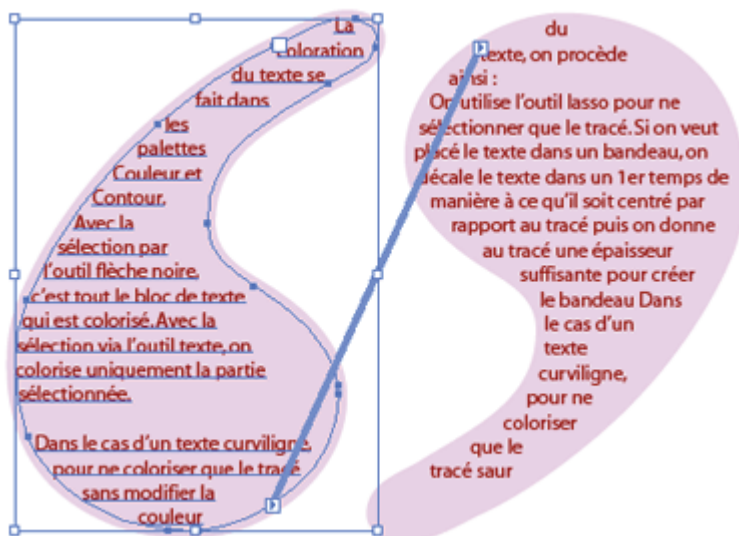 La
coloration
du texte se
fait dans
les
palettes
Couleur et
Contour.
Avec la
sélection par
l'outil flèche noire,
c'est tout le bloc de texte
qui est colorisé. Avec la
sélection via l'outil texte, on
colorise uniquement la partie
sélectionnée.
Dans le cas d'un texte curviligne,
pour ne coloriser que le tracé
sans modifier la
couleur
du
texte, on procède
ainsi :
On utilise l'outil lasso pour ne
sélectionner que le tracé. Si on veut
placé le texte dans un bandeau, on
décale le texte dans un 1er temps de
manière à ce qu'il soit centré par
rapport au tracé puis on donne
au tracé une épaisseur
suffisante pour créer
le bandeau Dans
le cas d'un
texte
curviligne,
pour ne
coloriser
que le
tracé saur